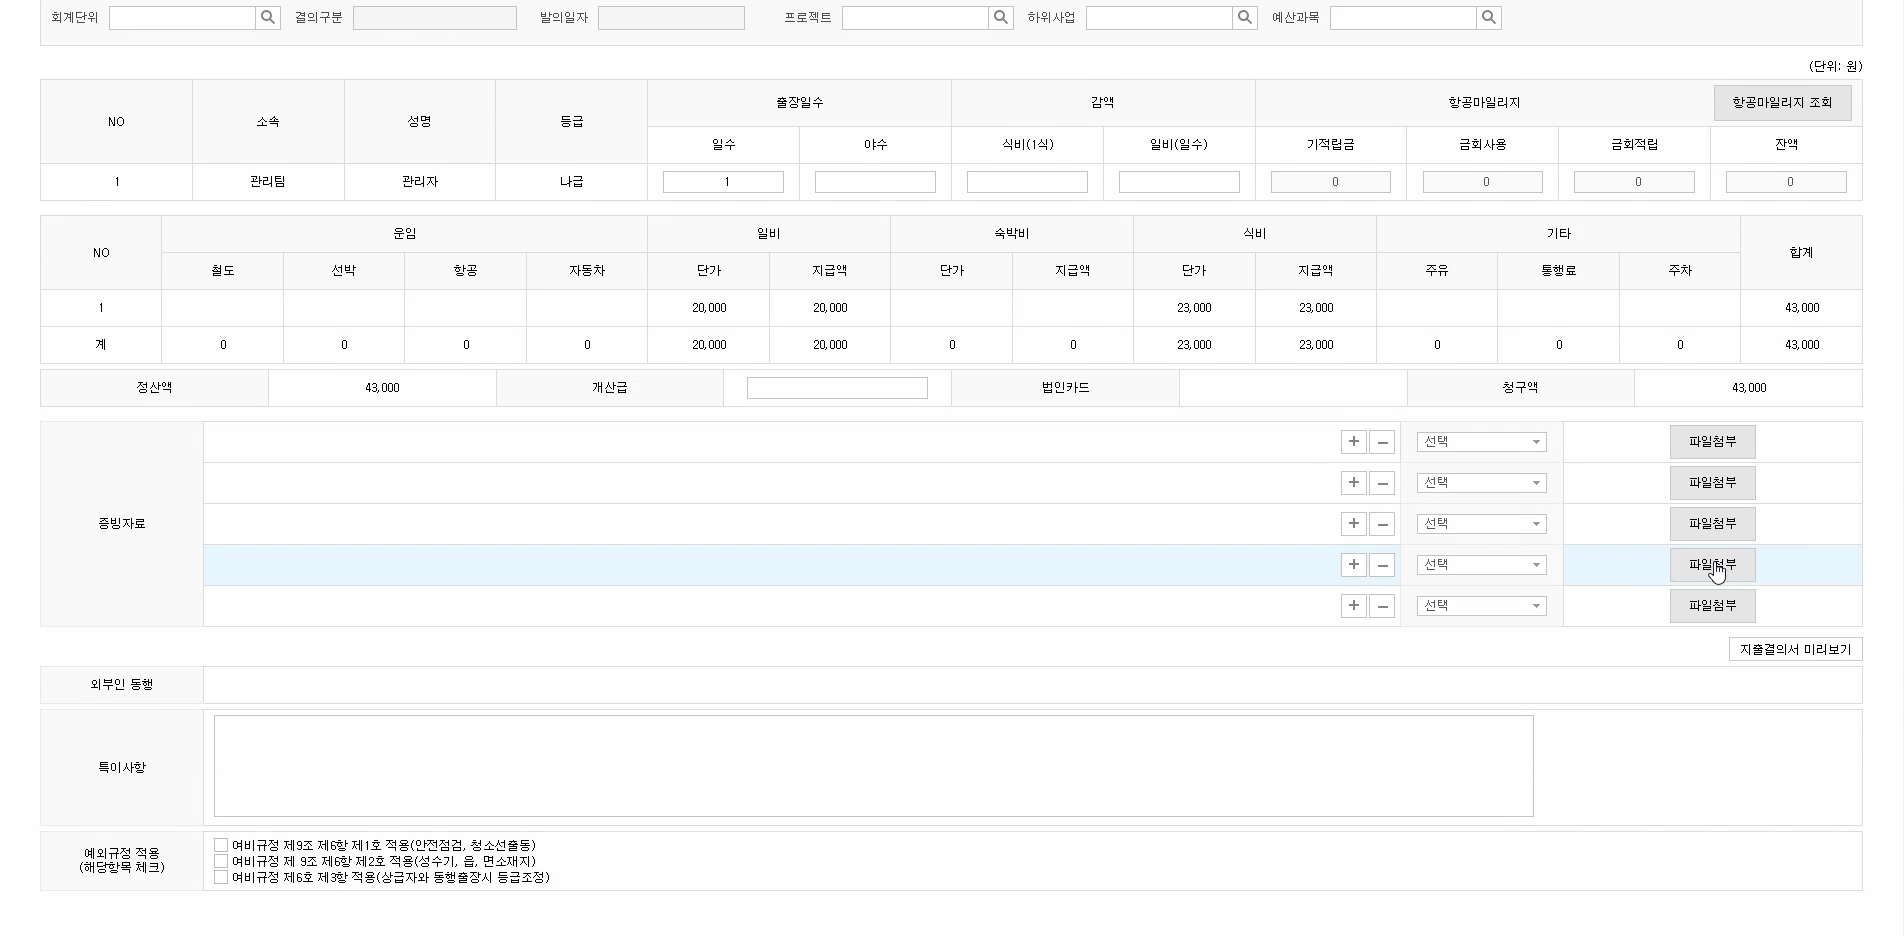 회계단위 결의구분 발의일자 프로젝트 하위사업 예산과목
(단위: 원)
NO 소속 성명 등급 출장일수 감액 항공마일리지 항공마일리지 조회
일수 야수 식비(1식) 일비(일수) 기적립금 금회사용 금회적립 잔액
1 관리팀 관리자 나급 1 0 0 0 0
NO 운임 일비 숙박비 식비 기타 합계
철도 선박 항공 자동차 단가 지급액 단가 지급액 단가 지급액 주유 통행료 주차
1 20,000 20,000 23,000 23,000 43,000
계 0 0 0 0 20,000 20,000 0 0 23,000 23,000 0 0 0 43,000
정산액 43,000 개산급 법인카드 청구액 43,000
증빙자료
+ − 선택 파일첨부
+ − 선택 파일첨부
+ − 선택 파일첨부
+ − 선택 파일첨부
+ − 선택 파일첨부
지출결의서 미리보기
외부인 동행
특이사항
예외규정 적용
(해당항목 체크)
여비규정 제9조 제6항 제1호 적용(안전점검, 청소선출동)
여비규정 제 9조 제6항 제2호 적용(성수기, 읍, 면소재지)
여비규정 제6호 제3항 적용(상급자와 동행출장시 등급조정)